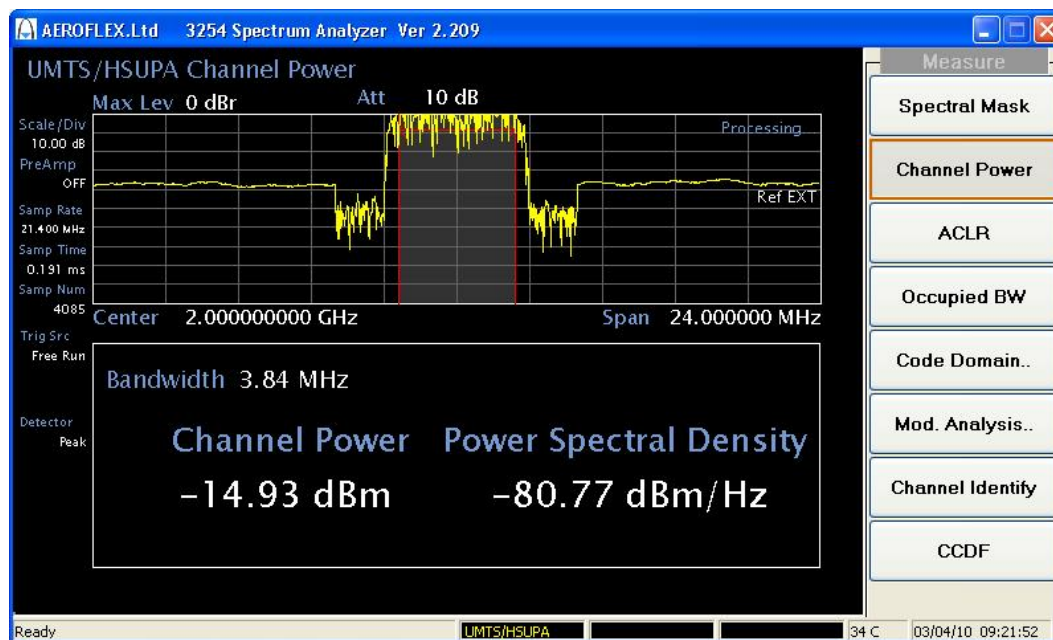 AEROFLEX.Ltd 3254 Spectrum Analyzer Ver 2.209
UMTS/HSUPA Channel Power
Max Lev 0 dBr Att 10 dB
Scale/Div
10.00 dB
PreAmp
OFF
Samp Rate
21.400 MHz
Samp Time
0.191 ms
Samp Num
4085
Trig Src
Free Run
Detector
Peak
Processing
Ref EXT
Center 2.000000000 GHz Span 24.000000 MHz
Bandwidth 3.84 MHz
Channel Power Power Spectral Density
-14.93 dBm -80.77 dBm/Hz
Measure
Spectral Mask
Channel Power
ACLR
Occupied BW
Code Domain..
Mod. Analysis..
Channel Identify
CCDF
Ready UMTS/HSUPA 34 C 03/04/10 09:21:52